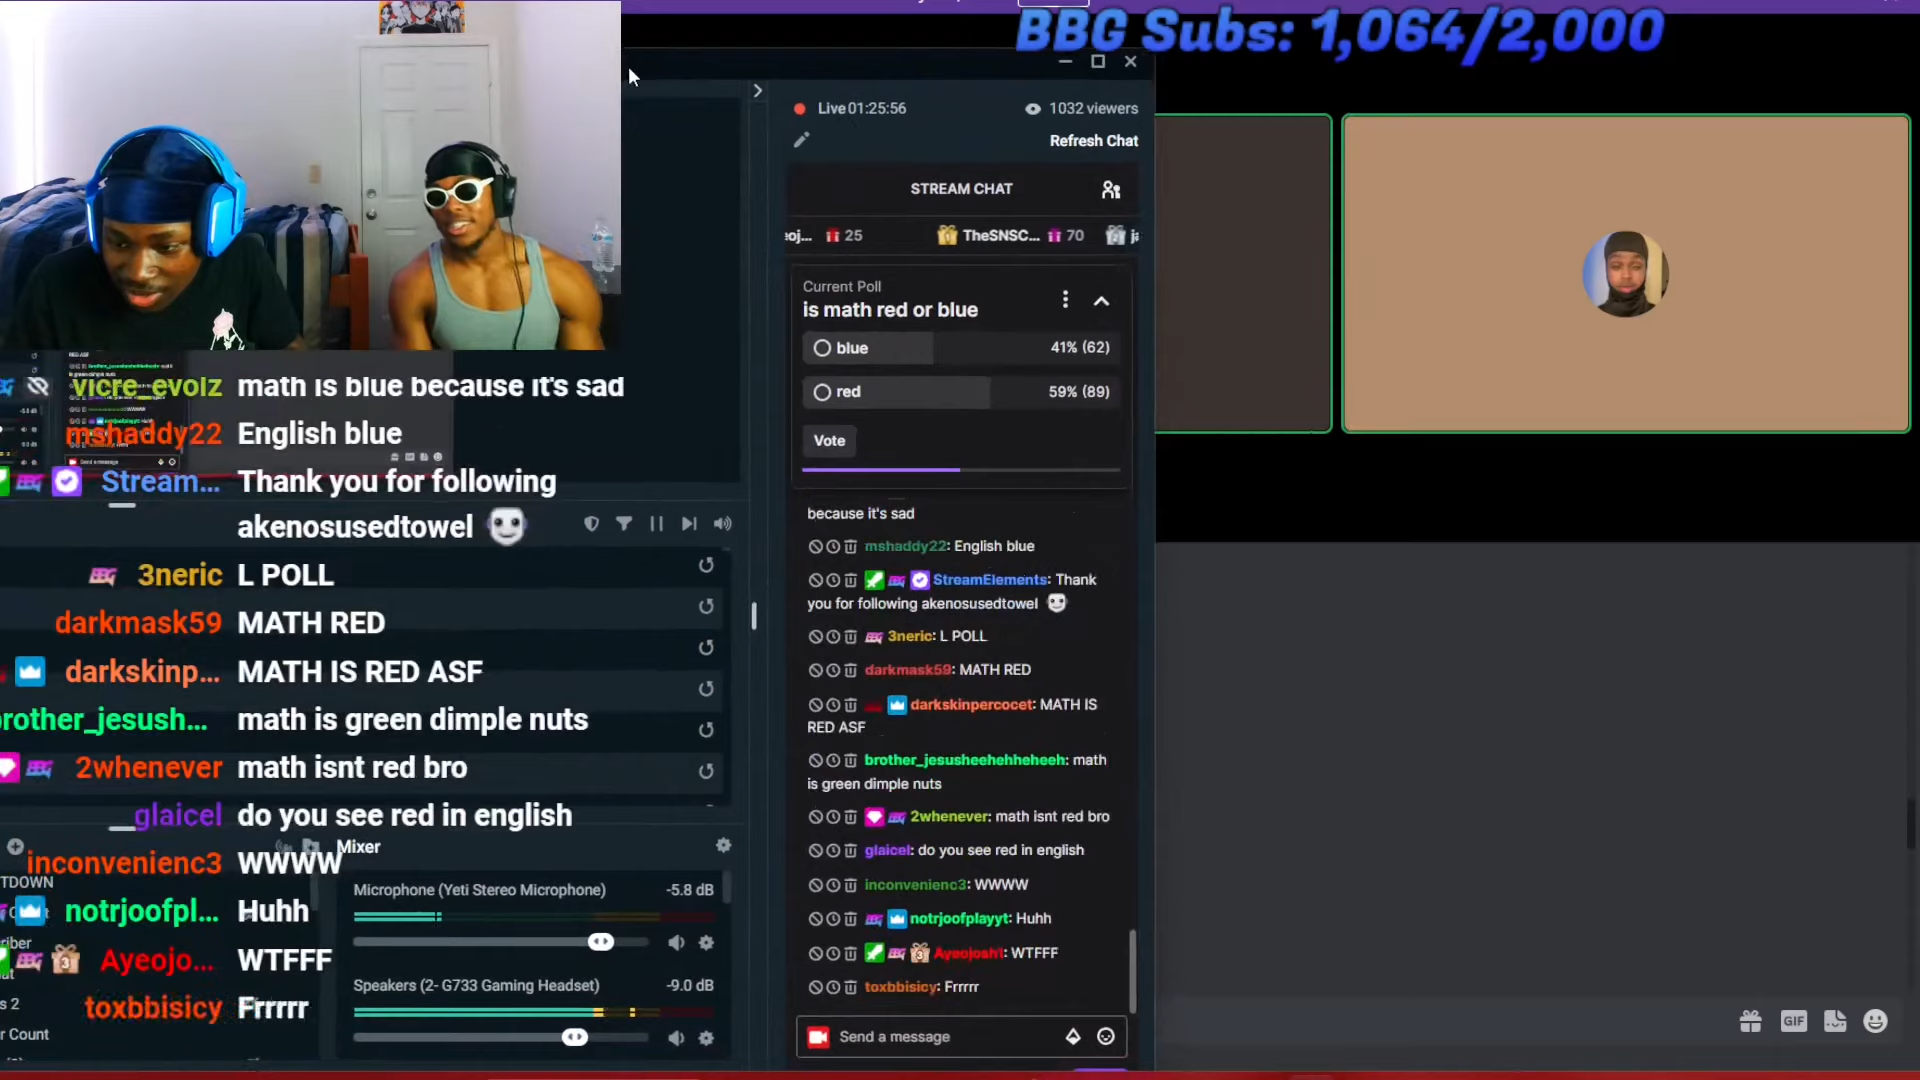 BBG Subs: 1,064/2,000
Live 01:25:56
1032 viewers
Refresh Chat
STREAM CHAT
25
TheSNSC... 70
Current Poll
is math red or blue
blue 41% (62)
red 59% (89)
Vote
because it's sad
mshaddy22: English blue
StreamElements: Thank
you for following akenosusedtowel
3neric: L POLL
darkmask59: MATH RED
darkskinpercocet: MATH IS
RED ASF
brother_jesusheehehheheeh: math
is green dimple nuts
2whenever: math isnt red bro
glaicel: do you see red in english
inconvenienc3: WWWW
notrjoofplayyt: Huhh
Ayeojosh1: WTFFF
toxbbisicy: Frrrrr
Send a message
vicre_evolz math is blue because it's sad
mshaddy22 English blue
Stream... Thank you for following
akenosusedtowel
3neric L POLL
darkmask59 MATH RED
darkskinp... MATH IS RED ASF
brother_jesush... math is green dimple nuts
2whenever math isnt red bro
glaicel do you see red in english
inconvenienc3 WWWW
notrjoofpl... Huhh
Ayeojo... WTFFF
toxbbisicy Frrrrr
Mixer
Microphone (Yeti Stereo Microphone) -5.8 dB
Speakers (2- G733 Gaming Headset) -9.0 dB
TDOWN
s 2
r Count
GIF